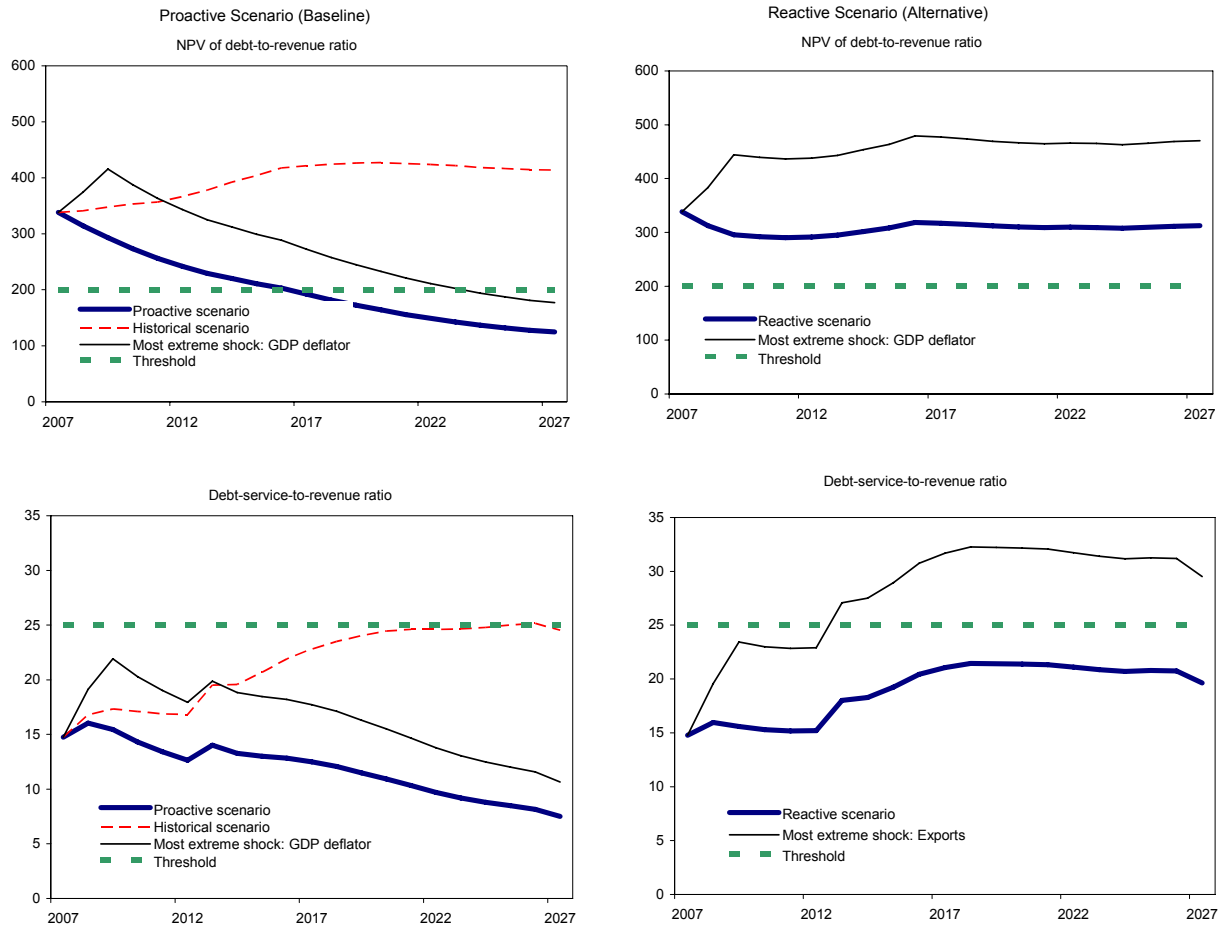 Proactive Scenario (Baseline)
NPV of debt-to-revenue ratio
600
500
400
300
200
100
0
Proactive scenario
Historical scenario
Most extreme shock: GDP deflator
Threshold
2007 2012 2017 2022 2027
Reactive Scenario (Alternative)
NPV of debt-to-revenue ratio
600
500
400
300
200
100
0
Reactive scenario
Most extreme shock: GDP deflator
Threshold
2007 2012 2017 2022 2027
Debt-service-to-revenue ratio
35
30
25
20
15
10
5
0
Proactive scenario
Historical scenario
Most extreme shock: GDP deflator
Threshold
2007 2012 2017 2022 2027
Debt-service-to-revenue ratio
35
30
25
20
15
10
5
0
Reactive scenario
Most extreme shock: Exports
Threshold
2007 2012 2017 2022 2027